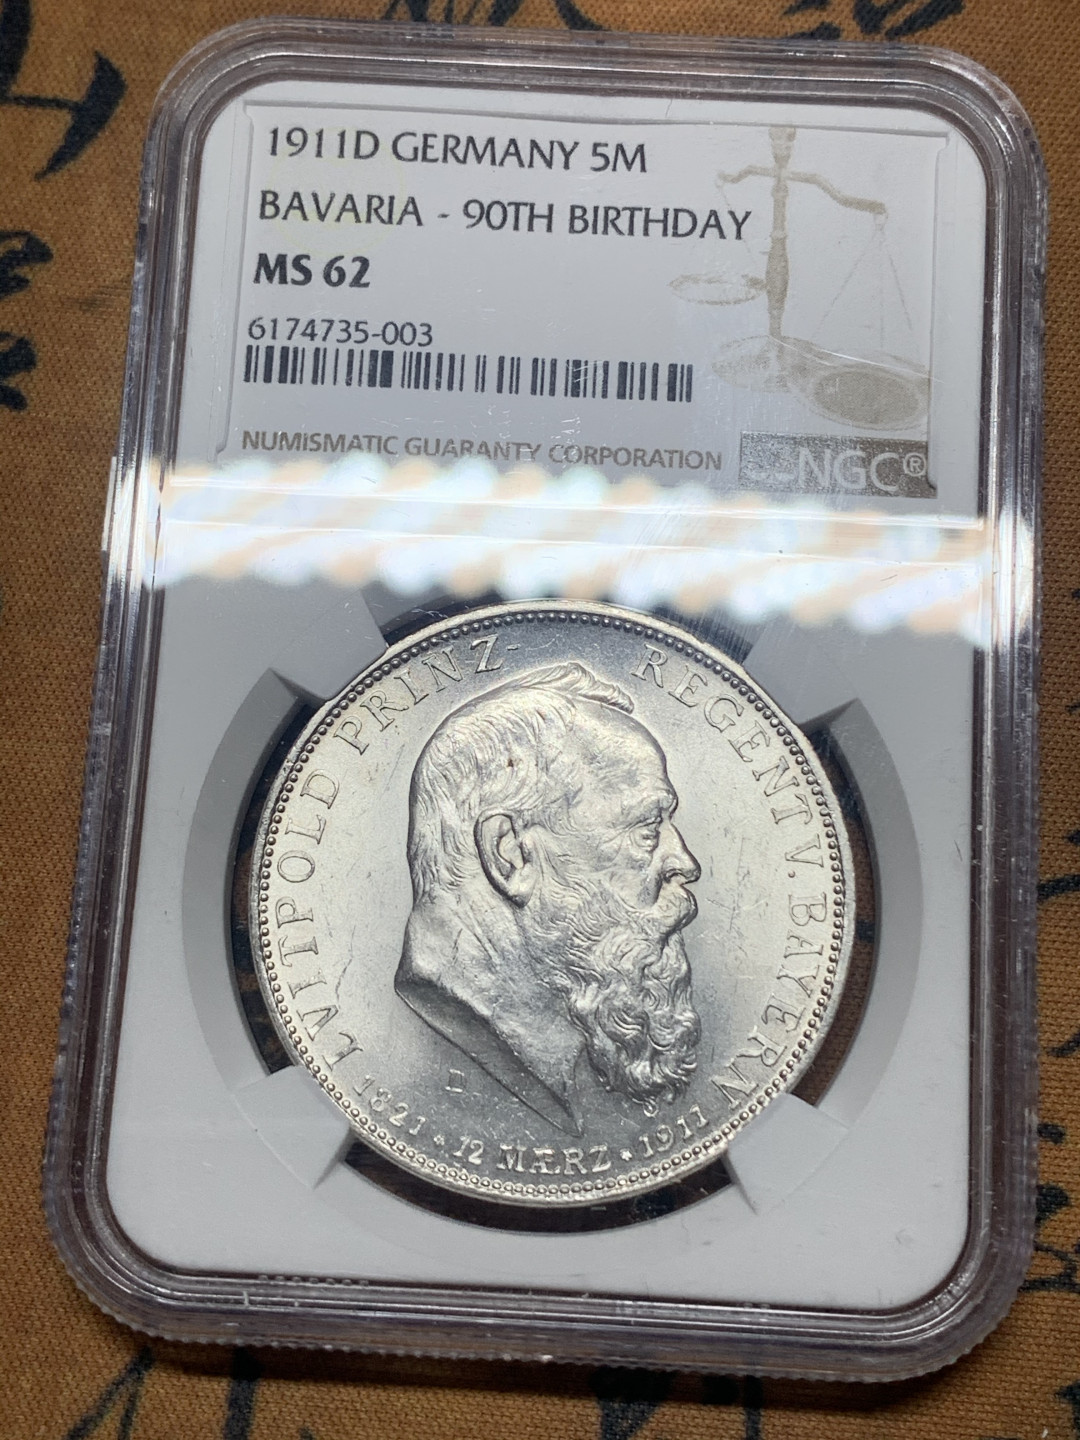 1911D GERMANY 5M
BAVARIA - 90TH BIRTHDAY
MS 62
6174735-003
NUMISMATIC GUARANTY CORPORATION
NGC®
LVITPOLD PRINZ-REGENT V. BAYERN
D
1821 * 12 MÆRZ * 1911